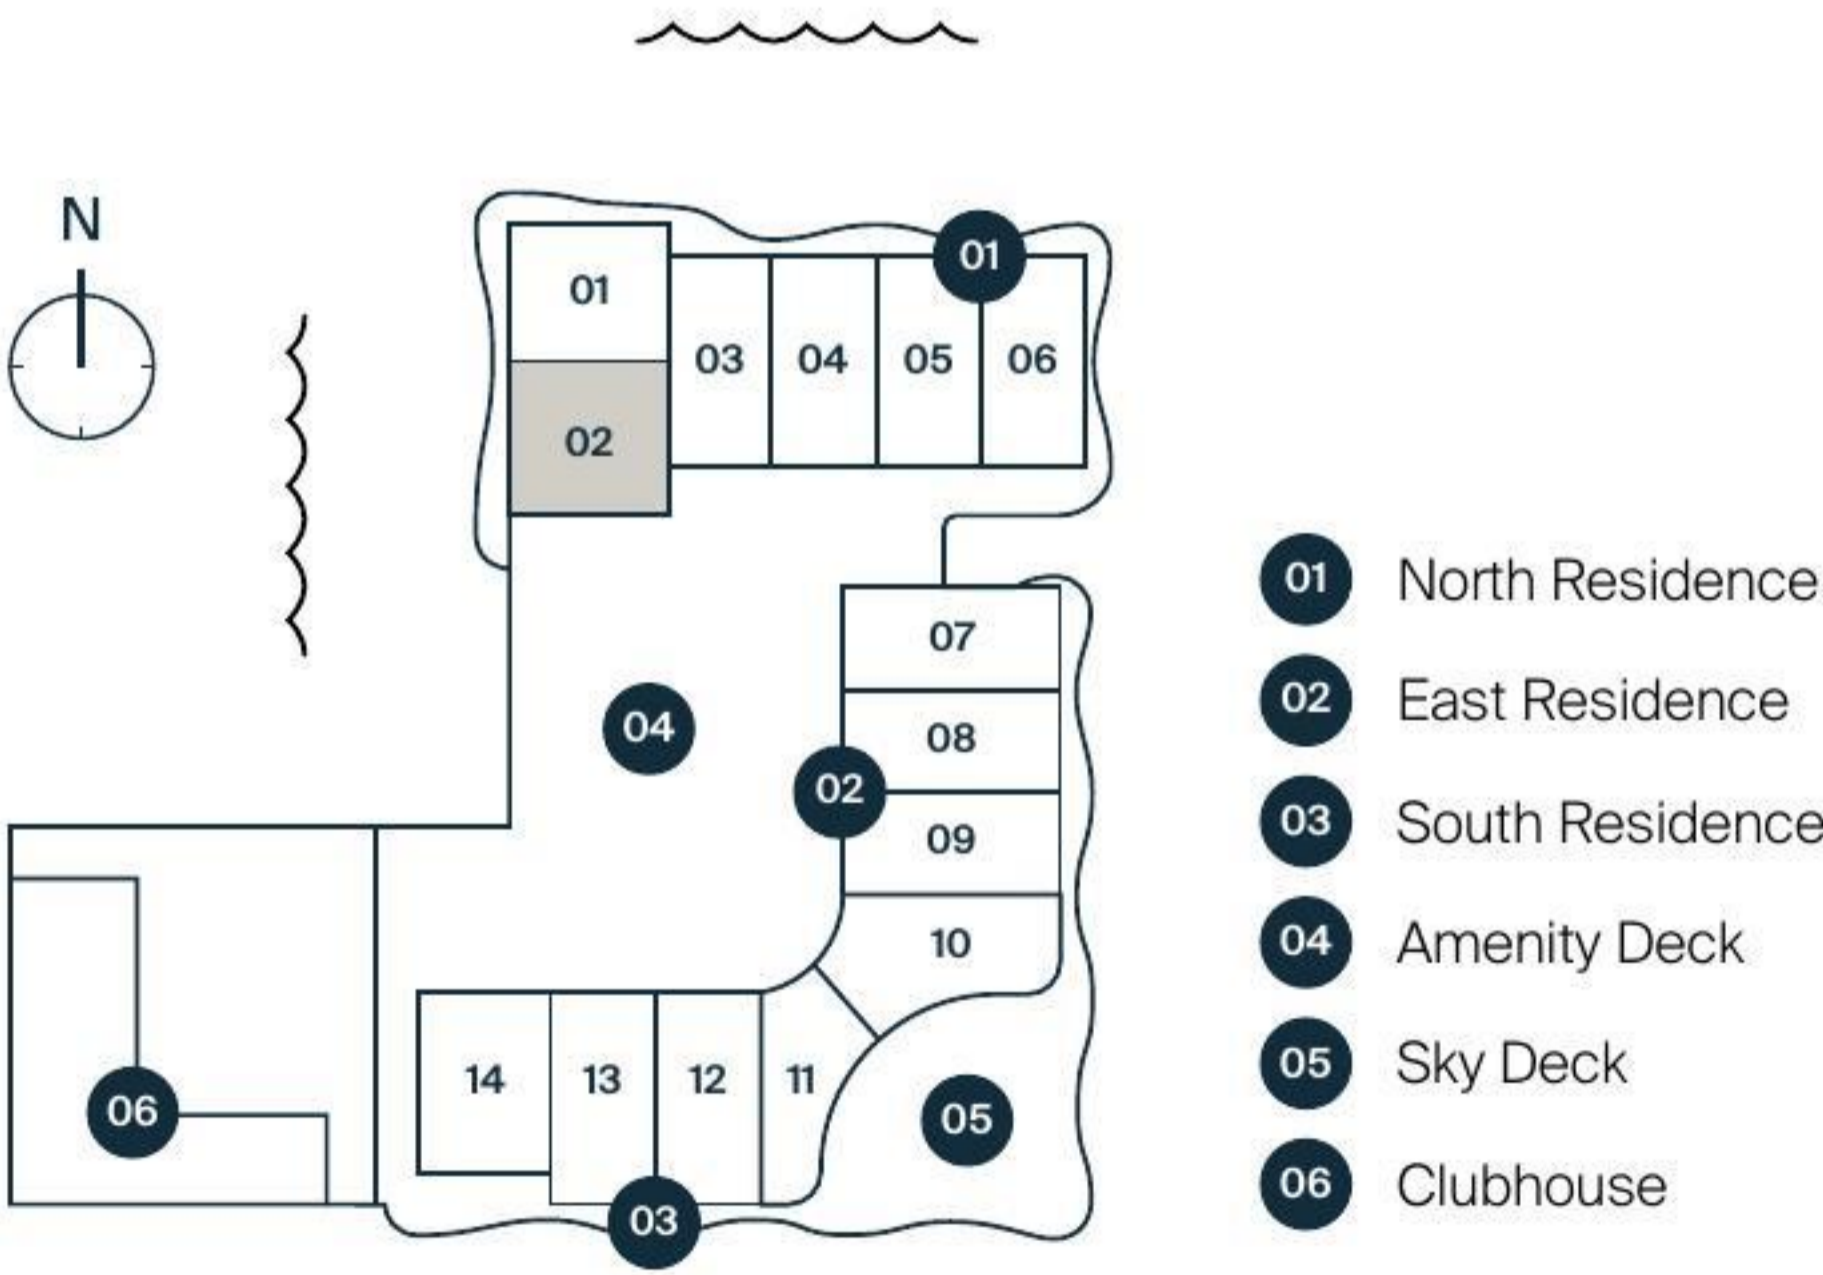 N
01
01
03
04
05
06
02
07
04
08
02
09
10
14
13
12
11
06
05
03
01 North Residence
02 East Residence
03 South Residence
04 Amenity Deck
05 Sky Deck
06 Clubhouse